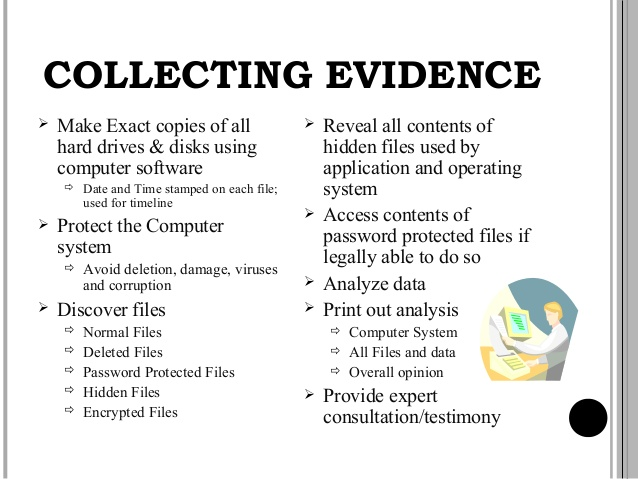 COLLECTING EVIDENCE
➢ Make Exact copies of all
hard drives & disks using
computer software
⇨ Date and Time stamped on each file;
used for timeline
➢ Protect the Computer
system
⇨ Avoid deletion, damage, viruses
and corruption
➢ Discover files
⇨ Normal Files
⇨ Deleted Files
⇨ Password Protected Files
⇨ Hidden Files
⇨ Encrypted Files
➢ Reveal all contents of
hidden files used by
application and operating
system
➢ Access contents of
password protected files if
legally able to do so
➢ Analyze data
➢ Print out analysis
⇨ Computer System
⇨ All Files and data
⇨ Overall opinion
➢ Provide expert
consultation/testimony